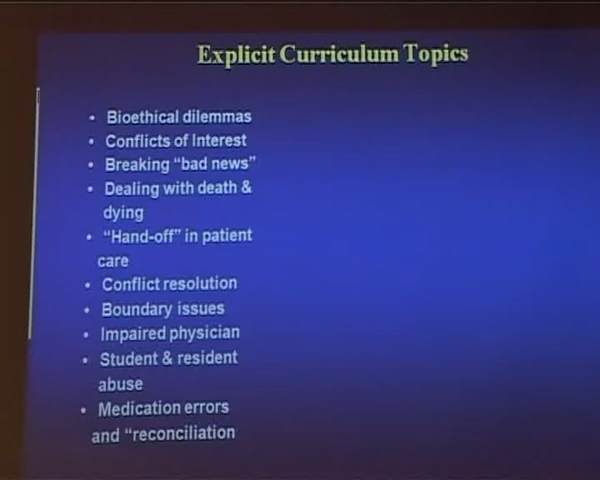 Explicit Curriculum Topics
• Bioethical dilemmas
• Conflicts of Interest
• Breaking “bad news”
• Dealing with death &
dying
• “Hand-off” in patient
care
• Conflict resolution
• Boundary issues
• Impaired physician
• Student & resident
abuse
• Medication errors
and “reconciliation